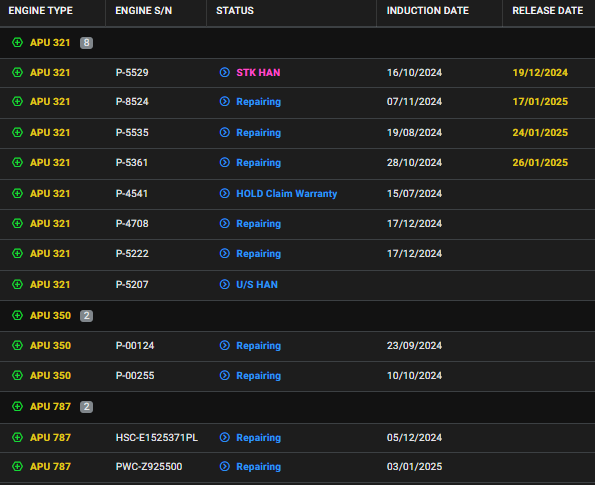 ENGINE TYPE ENGINE S/N STATUS INDUCTION DATE RELEASE DATE
APU 321 8
APU 321 P-5529 STK HAN 16/10/2024 19/12/2024
APU 321 P-8524 Repairing 07/11/2024 17/01/2025
APU 321 P-5535 Repairing 19/08/2024 24/01/2025
APU 321 P-5361 Repairing 28/10/2024 26/01/2025
APU 321 P-4541 HOLD Claim Warranty 15/07/2024
APU 321 P-4708 Repairing 17/12/2024
APU 321 P-5222 Repairing 17/12/2024
APU 321 P-5207 U/S HAN
APU 350 2
APU 350 P-00124 Repairing 23/09/2024
APU 350 P-00255 Repairing 10/10/2024
APU 787 2
APU 787 HSC-E1525371PL Repairing 05/12/2024
APU 787 PWC-Z925500 Repairing 03/01/2025